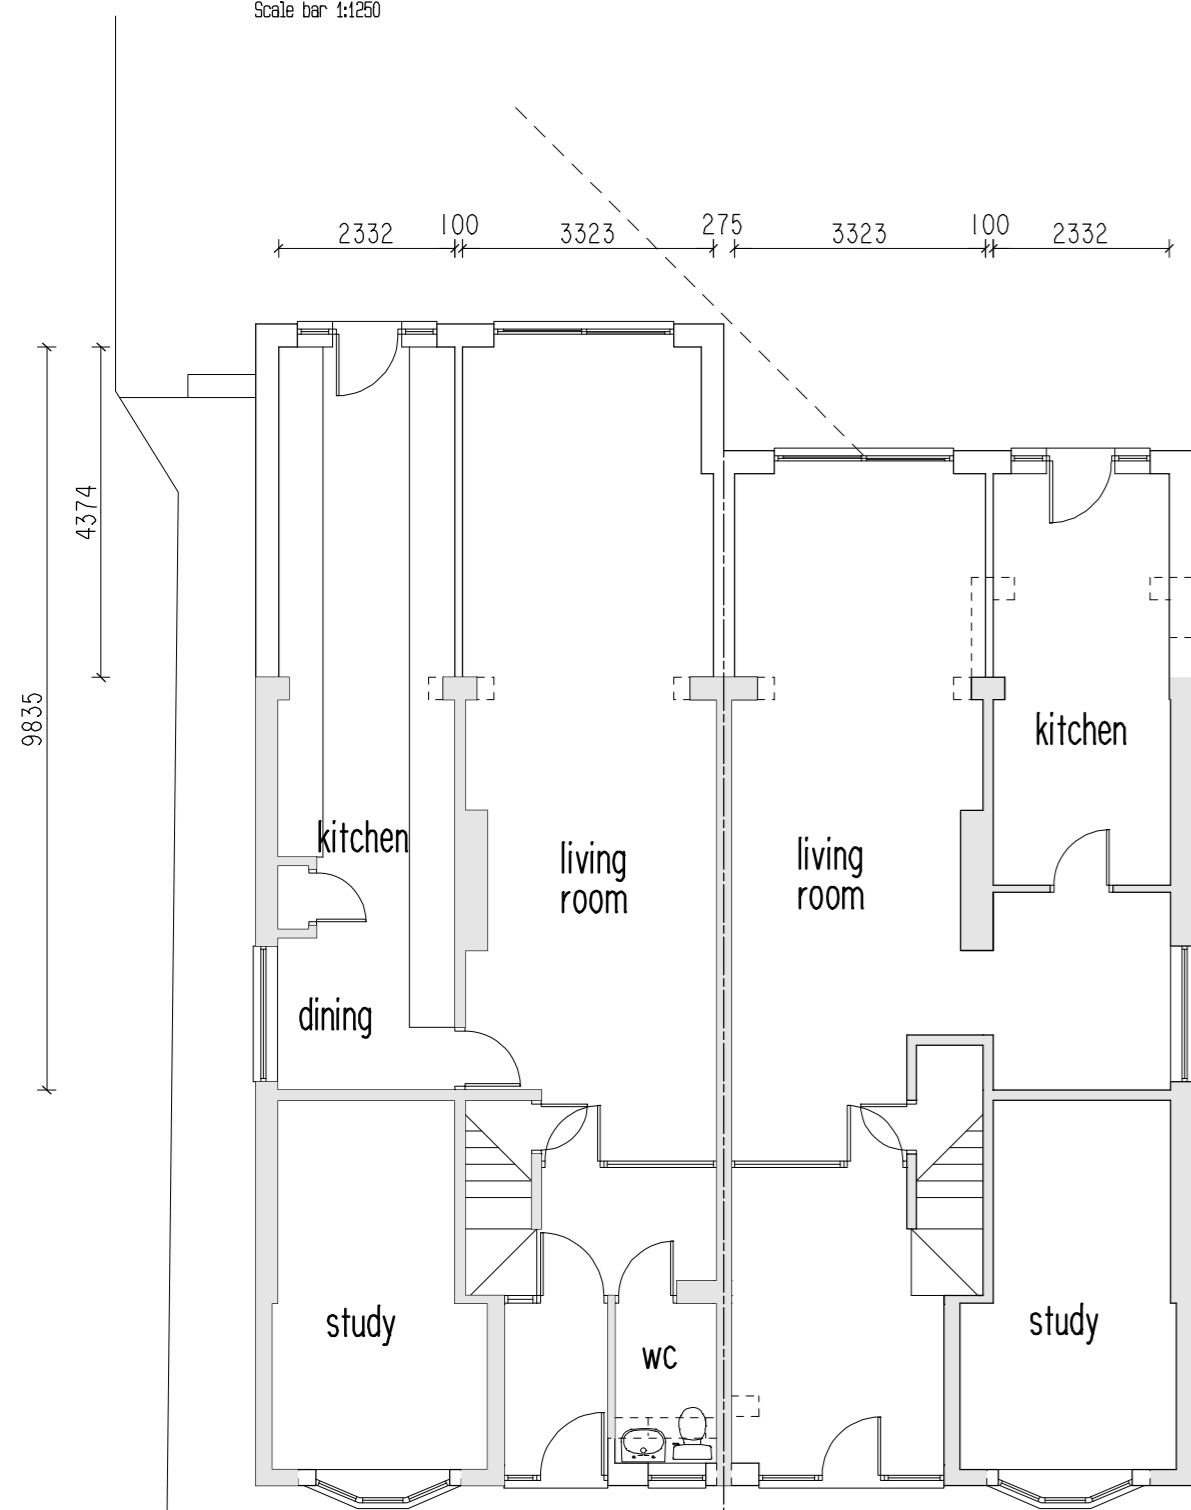 Scale bar 1:1250
2332
100
3323
275
3323
100
2332
4374
9835
kitchen
kitchen
living
room
living
room
dining
study
study
wc